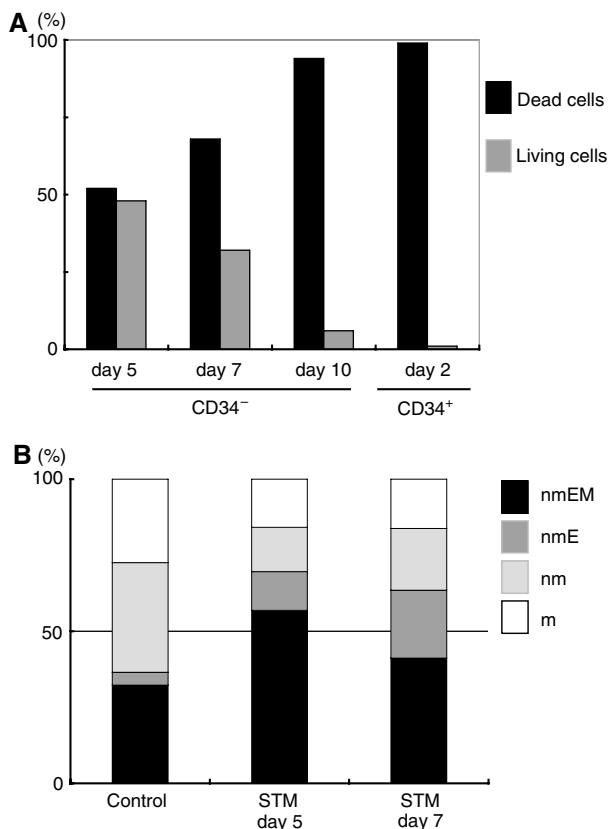 A (%)
100
50
0
Dead cells
Living cells
day 5 day 7 day 10 day 2
CD34⁻ CD34⁺
B (%)
100
50
0
nmEM
nmE
nm
m
Control STM STM
day 5 day 7